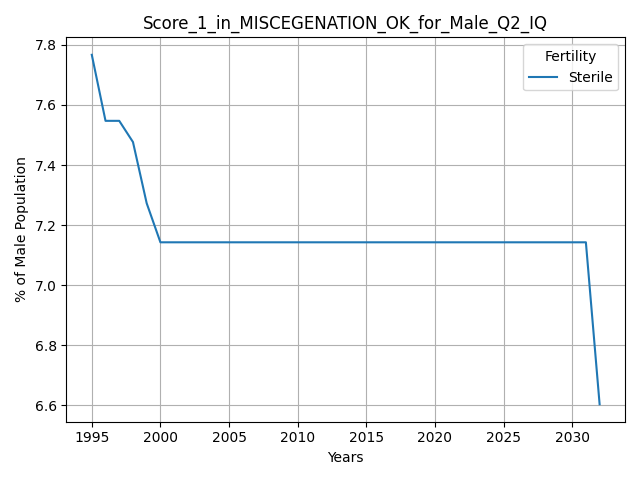 Score_1_in_MISCEGENATION_OK_for_Male_Q2_IQ
Fertility
Sterile
% of Male Population
7.8
7.6
7.4
7.2
7.0
6.8
6.6
1995 2000 2005 2010 2015 2020 2025 2030
Years